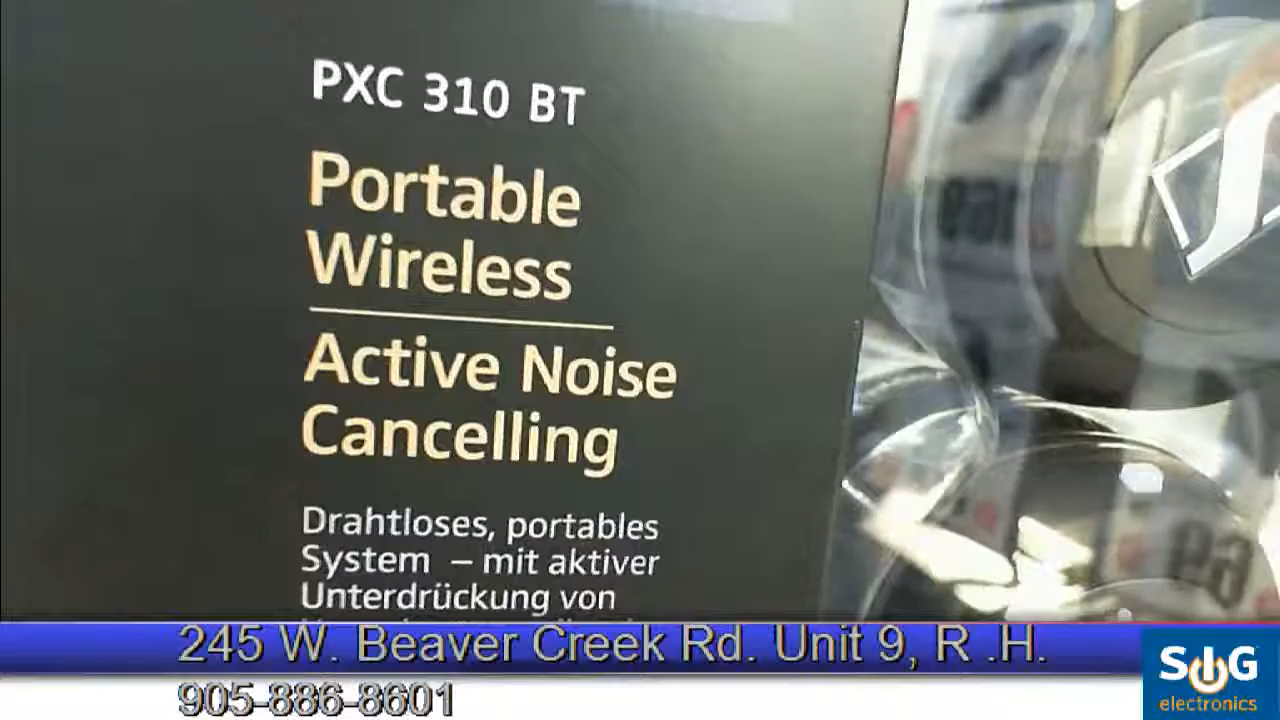 PXC 310 BT
Portable
Wireless
Active Noise
Cancelling
Drahtloses, portables
System – mit aktiver
Unterdrückung von
245 W. Beaver Creek Rd. Unit 9, R .H.
905-886-8601
SIG
electronics